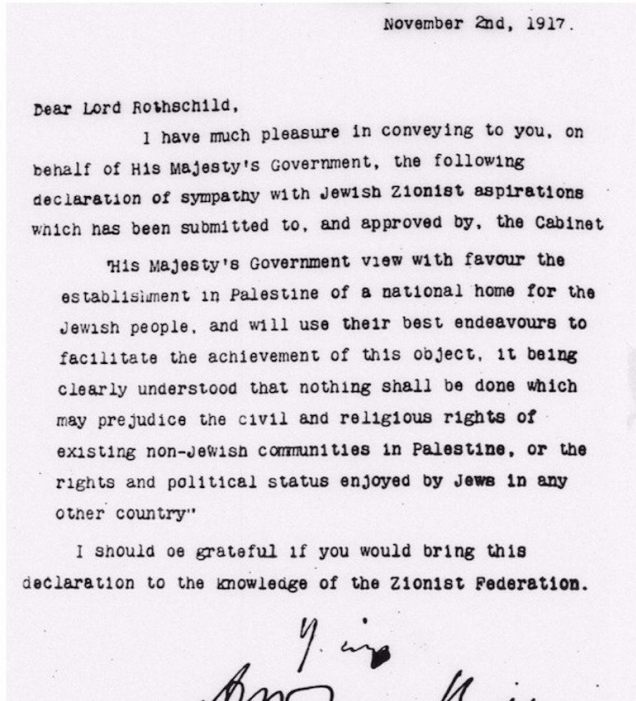 November 2nd, 1917.
Dear Lord Rothschild,
I have much pleasure in conveying to you, on
behalf of His Majesty's Government, the following
declaration of sympathy with Jewish Zionist aspirations
which has been submitted to, and approved by, the Cabinet
"His Majesty's Government view with favour the
establishment in Palestine of a national home for the
Jewish people, and will use their best endeavours to
facilitate the achievement of this object, it being
clearly understood that nothing shall be done which
may prejudice the civil and religious rights of
existing non-Jewish communities in Palestine, or the
rights and political status enjoyed by Jews in any
other country"
I should be grateful if you would bring this
declaration to the knowledge of the Zionist Federation.